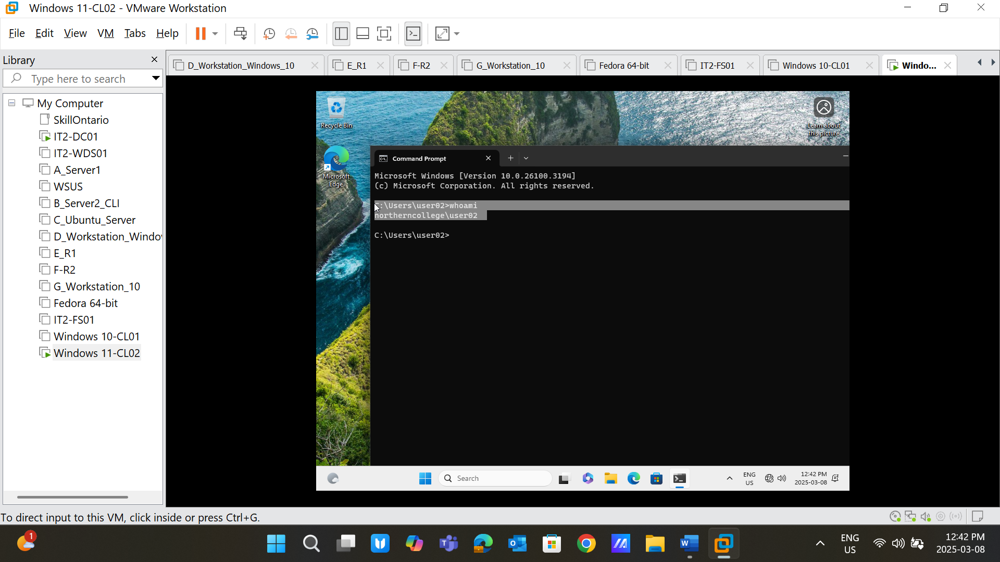 Windows 11-CL02 - VMware Workstation
File Edit View VM Tabs Help
Library
Type here to search
My Computer
SkillOntario
IT2-DC01
IT2-WDS01
A_Server1
WSUS
B_Server2_CLI
C_Ubuntu_Server
D_Workstation_Windo
E_R1
F-R2
G_Workstation_10
Fedora 64-bit
IT2-FS01
Windows 10-CL01
Windows 11-CL02
D_Workstation_Windows_10 E_R1 F-R2 G_Workstation_10 Fedora 64-bit IT2-FS01 Windows 10-CL01 Windo...
Recycle Bin
Learn about
this picture
Microsoft
Edge
Command Prompt
Microsoft Windows [Version 10.0.26100.3194]
(c) Microsoft Corporation. All rights reserved.
C:\Users\user02>whoami
northerncollege\user02
C:\Users\user02>
Search
ENG
US
12:42 PM
2025-03-08
To direct input to this VM, click inside or press Ctrl+G.
1
ENG
US
12:42 PM
2025-03-08